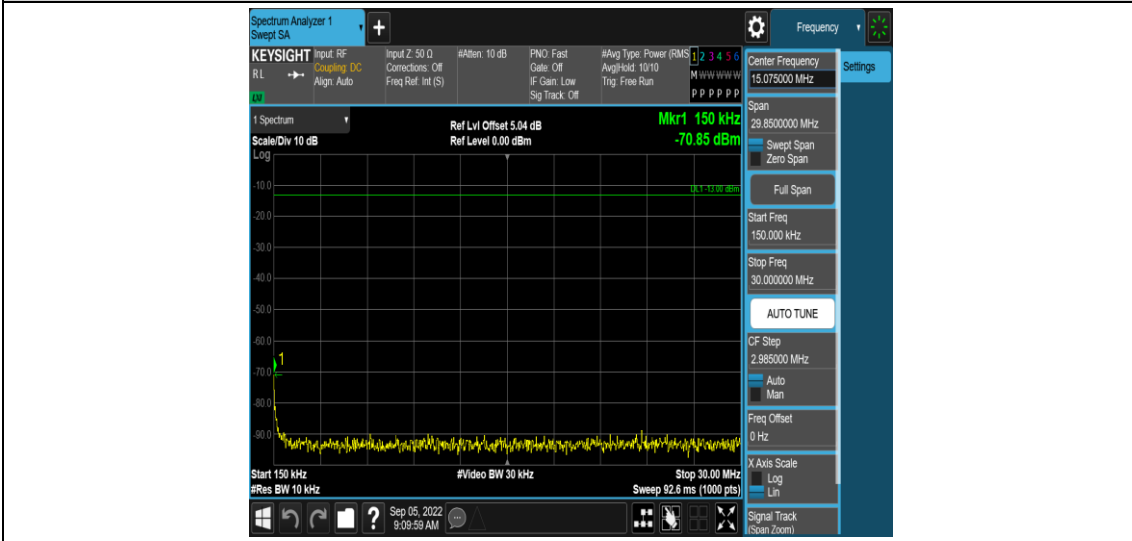 Spectrum Analyzer 1
Swept SA
+
Frequency
KEYSIGHT
Input: RF
Input Z: 50 Ω
#Atten: 10 dB
PNO: Fast
#Avg Type: Power (RMS
1 2 3 4 5 6
RL
Coupling: DC
Corrections: Off
Gate: Off
Avg|Hold: 10/10
M W W W W W
Align: Auto
Freq Ref: Int (S)
IF Gain: Low
Trig: Free Run
Sig Track: Off
P P P P P P
Center Frequency
15.075000 MHz
Settings
1 Spectrum
Ref Lvl Offset 5.04 dB
Mkr1 150 kHz
Scale/Div 10 dB
Ref Level 0.00 dBm
-70.85 dBm
Log
DL1 -13.00 dBm
-10.0
-20.0
-30.0
-40.0
-50.0
-60.0
1
-70.0
-80.0
-90.0
Start 150 kHz
#Video BW 30 kHz
Stop 30.00 MHz
#Res BW 10 kHz
Sweep 92.6 ms (1000 pts)
Span
29.8500000 MHz
Swept Span
Zero Span
Full Span
Start Freq
150.000 kHz
Stop Freq
30.000000 MHz
AUTO TUNE
CF Step
2.985000 MHz
Auto
Man
Freq Offset
0 Hz
X Axis Scale
Log
Lin
Signal Track
(Span Zoom)
?
Sep 05, 2022
9:09:59 AM